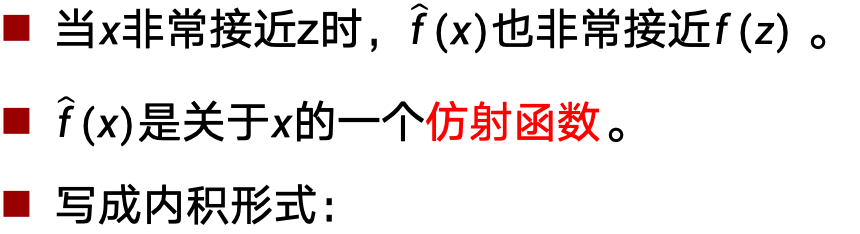 ■ 当x非常接近z时，f̂(x)也非常接近f(z) 。
■ f̂(x)是关于x的一个仿射函数。
■ 写成内积形式：